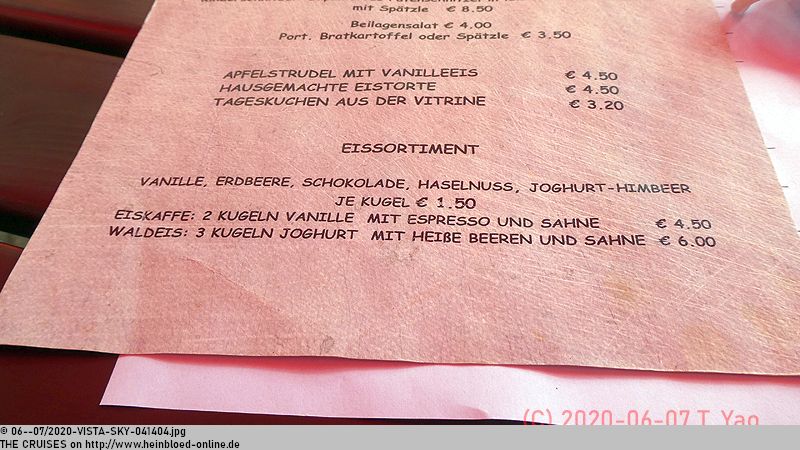 mit Spätzle € 8.50
Beilagensalat € 4,00
Port. Bratkartoffel oder Spätzle € 3.50
APFELSTRUDEL MIT VANILLEEIS € 4.50
HAUSGEMACHTE EISTORTE € 4.50
TAGESKUCHEN AUS DER VITRINE € 3.20
EISSORTIMENT
VANILLE, ERDBEERE, SCHOKOLADE, HASELNUSS, JOGHURT-HIMBEER
JE KUGEL € 1.50
EISKAFFE: 2 KUGELN VANILLE MIT ESPRESSO UND SAHNE € 4.50
WALDEIS: 3 KUGELN JOGHURT MIT HEIßE BEEREN UND SAHNE € 6.00
(C) 2020-06-07 T. Yao
© 06--07/2020-VISTA-SKY-041404.jpg
THE CRUISES on http://www.heinbloed-online.de